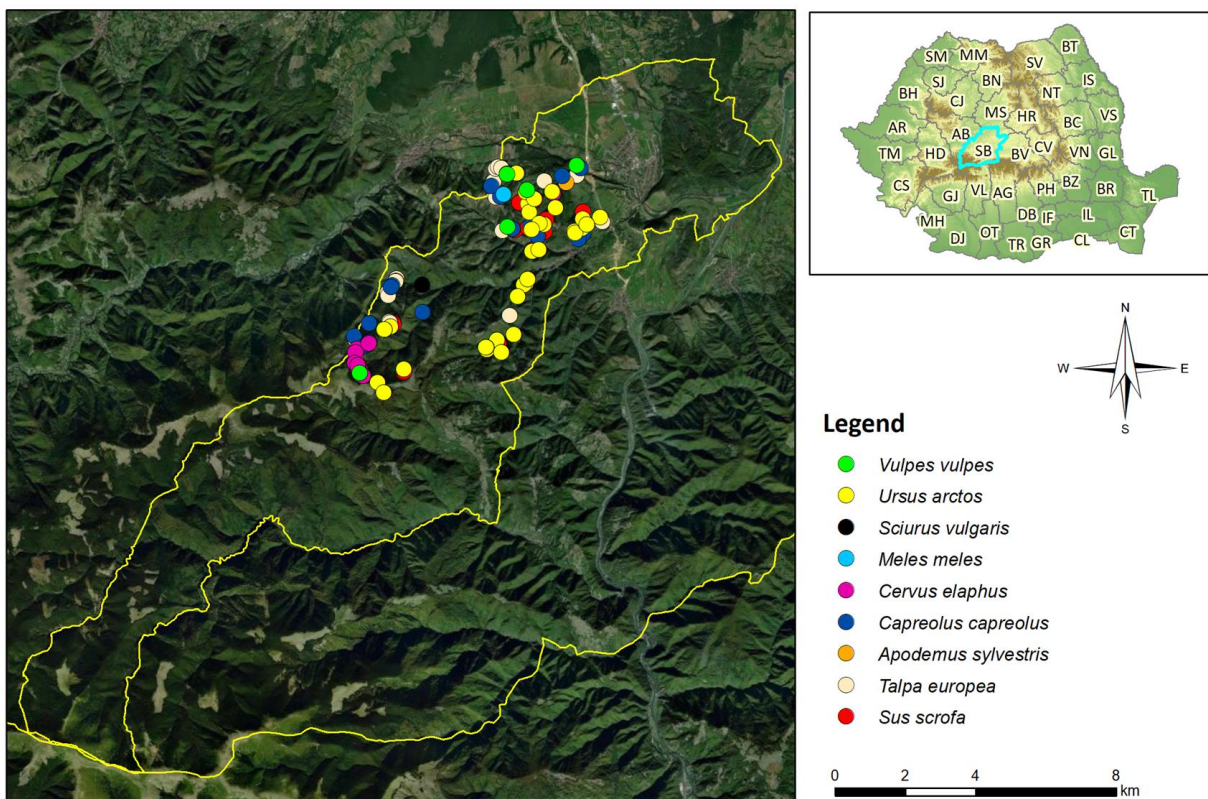 SM
MM
SV
BT
SJ
BN
IS
BH
CJ
NT
MS
HR
BC
VS
AR
AB
SB
TM
HD
BV
CV
VN
GL
CS
GJ
VL
AG
PH
BZ
BR
TL
MH
DB
IF
IL
DJ
OT
TR
GR
CL
CT
N
W
E
S
Legend
Vulpes vulpes
Ursus arctos
Sciurus vulgaris
Meles meles
Cervus elaphus
Capreolus capreolus
Apodemus sylvestris
Talpa europea
Sus scrofa
0 2 4 8
km